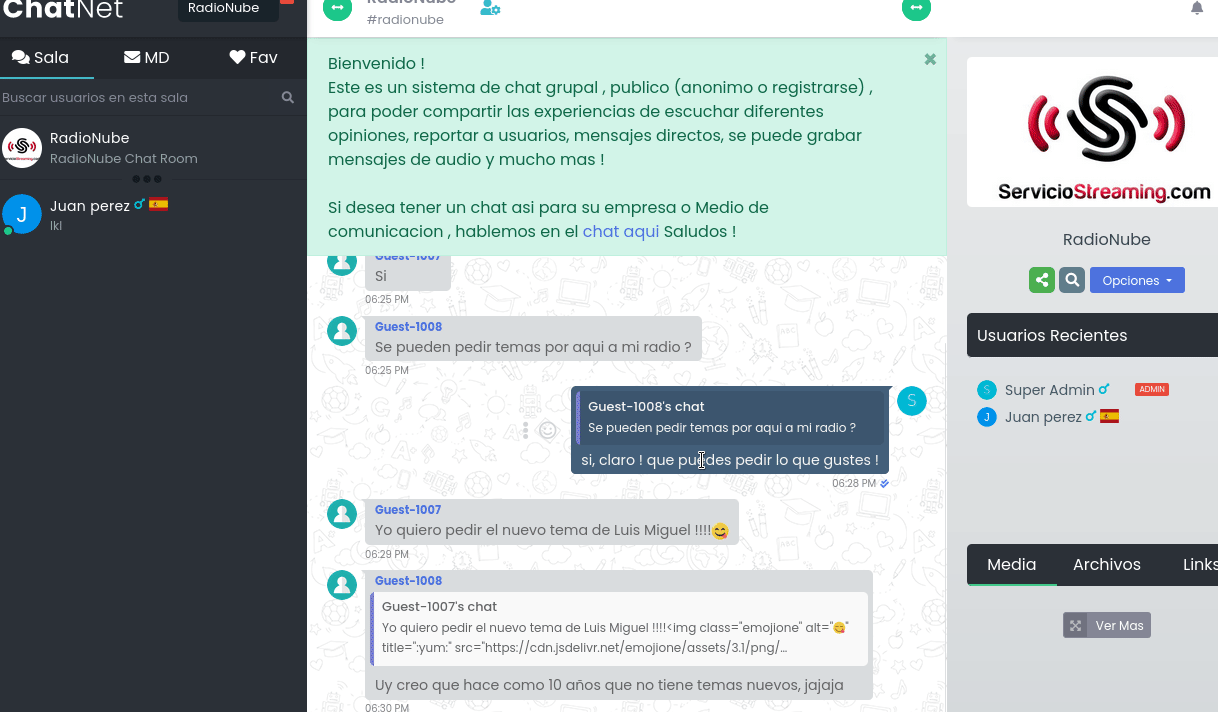 ChatNet
RadioNube
Sala
MD
Fav
Buscar usuarios en esta sala
RadioNube
RadioNube Chat Room
Juan perez
J
lkl
RadioNube
#radionube
Bienvenido !
Este es un sistema de chat grupal , publico (anonimo o registrarse) ,
para poder compartir las experiencias de escuchar diferentes
opiniones, reportar a usuarios, mensajes directos, se puede grabar
mensajes de audio y mucho mas !
Si desea tener un chat asi para su empresa o Medio de
comunicacion , hablemos en el chat aqui Saludos !
Guest-1007
Si
06:25 PM
Guest-1008
Se pueden pedir temas por aqui a mi radio ?
06:25 PM
Guest-1008's chat
Se pueden pedir temas por aqui a mi radio ?
si, claro ! que puedes pedir lo que gustes !
S
06:28 PM
Guest-1007
Yo quiero pedir el nuevo tema de Luis Miguel !!!!😋
06:29 PM
Guest-1008
Guest-1007's chat
Yo quiero pedir el nuevo tema de Luis Miguel !!!!<img class="emojione" alt="😋"
title=":yum:" src="https://cdn.jsdelivr.net/emojione/assets/3.1/png/...
Uy creo que hace como 10 años que no tiene temas nuevos, jajaja
06:30 PM
ServicioStreaming.com
RadioNube
Opciones
Usuarios Recientes
S Super Admin ADMIN
J Juan perez
Media
Archivos
Links
Ver Mas